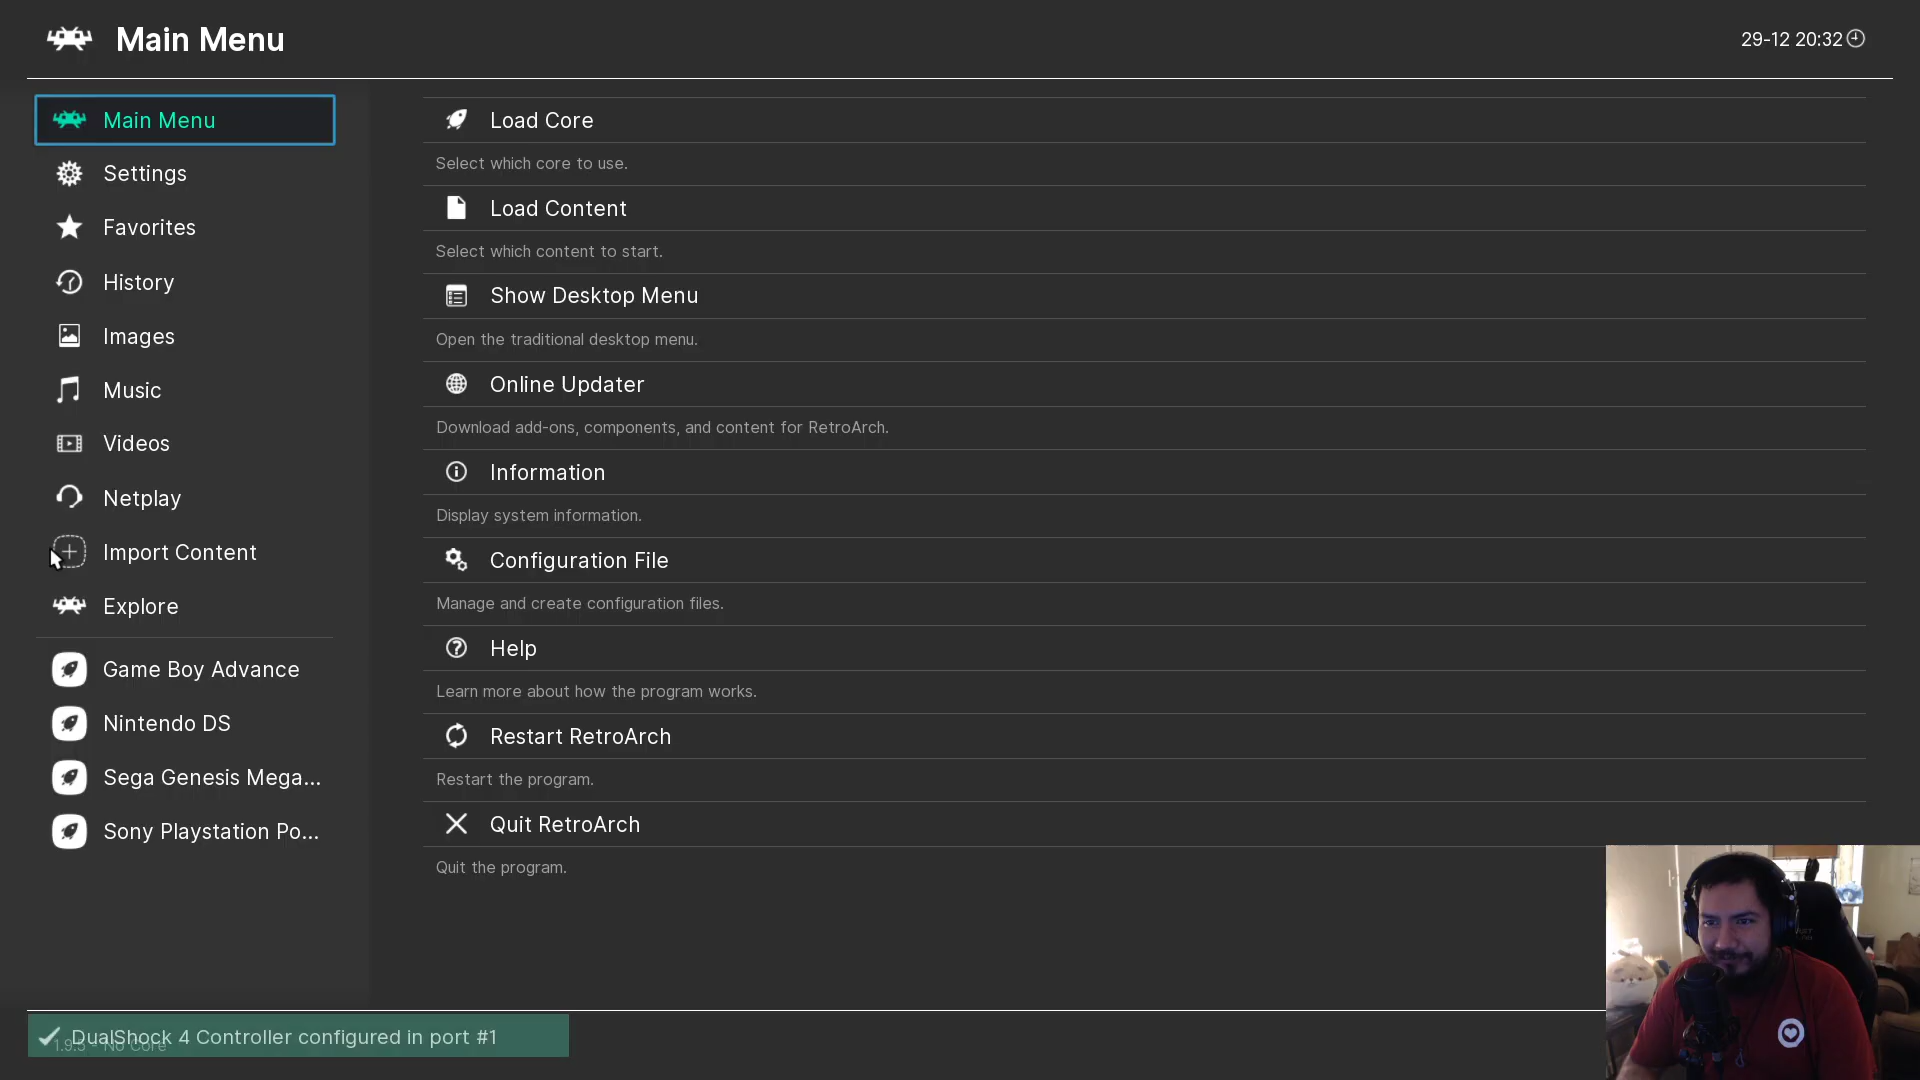 Main Menu
29-12 20:32
Main Menu
Settings
Favorites
History
Images
Music
Videos
Netplay
Import Content
Explore
Game Boy Advance
Nintendo DS
Sega Genesis Mega...
Sony Playstation Po...
Load Core
Select which core to use.
Load Content
Select which content to start.
Show Desktop Menu
Open the traditional desktop menu.
Online Updater
Download add-ons, components, and content for RetroArch.
Information
Display system information.
Configuration File
Manage and create configuration files.
Help
Learn more about how the program works.
Restart RetroArch
Restart the program.
Quit RetroArch
Quit the program.
DualShock 4 Controller configured in port #1
1.9.5 - No Core